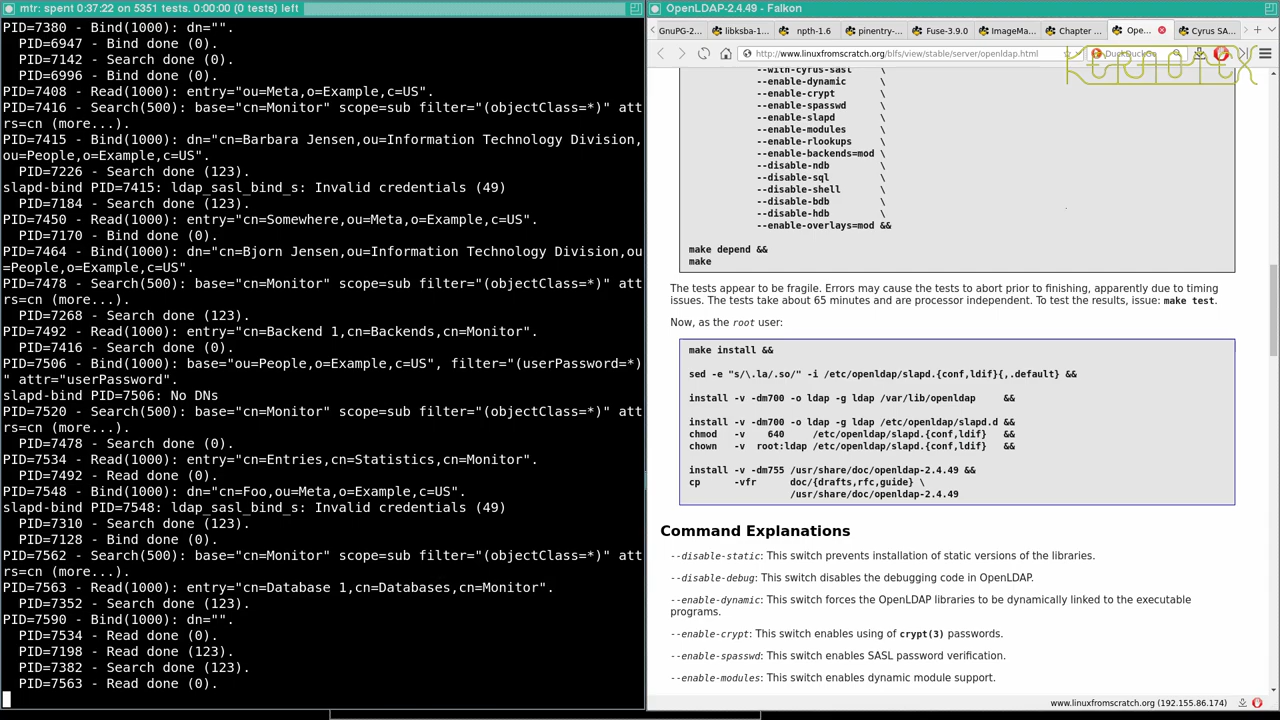 mtr: spent 0:37:22 on 5351 tests. 0:00:00 (0 tests) left
PID=7380 - Bind(1000): dn="".
PID=6947 - Bind done (0).
PID=7142 - Search done (0).
PID=6996 - Bind done (0).
PID=7408 - Read(1000): entry="ou=Meta,o=Example,c=US".
PID=7416 - Search(500): base="cn=Monitor" scope=sub filter="(objectClass=*)" att
rs=cn (more...).
PID=7415 - Bind(1000): dn="cn=Barbara Jensen,ou=Information Technology Division,
ou=People,o=Example,c=US".
PID=7226 - Search done (123).
slapd-bind PID=7415: ldap_sasl_bind_s: Invalid credentials (49)
PID=7184 - Search done (123).
PID=7450 - Read(1000): entry="cn=Somewhere,ou=Meta,o=Example,c=US".
PID=7170 - Bind done (0).
PID=7464 - Bind(1000): dn="cn=Bjorn Jensen,ou=Information Technology Division,ou
=People,o=Example,c=US".
PID=7478 - Search(500): base="cn=Monitor" scope=sub filter="(objectClass=*)" att
rs=cn (more...).
PID=7268 - Search done (123).
PID=7492 - Read(1000): entry="cn=Backend 1,cn=Backends,cn=Monitor".
PID=7416 - Search done (0).
PID=7506 - Bind(1000): base="ou=People,o=Example,c=US", filter="(userPassword=*)
" attr="userPassword".
slapd-bind PID=7506: No DNs
PID=7520 - Search(500): base="cn=Monitor" scope=sub filter="(objectClass=*)" att
rs=cn (more...).
PID=7478 - Search done (0).
PID=7534 - Read(1000): entry="cn=Entries,cn=Statistics,cn=Monitor".
PID=7492 - Read done (0).
PID=7548 - Bind(1000): dn="cn=Foo,ou=Meta,o=Example,c=US".
slapd-bind PID=7548: ldap_sasl_bind_s: Invalid credentials (49)
PID=7310 - Search done (123).
PID=7128 - Bind done (0).
PID=7562 - Search(500): base="cn=Monitor" scope=sub filter="(objectClass=*)" att
rs=cn (more...).
PID=7563 - Read(1000): entry="cn=Database 1,cn=Databases,cn=Monitor".
PID=7352 - Search done (123).
PID=7590 - Bind(1000): dn="".
PID=7534 - Read done (0).
PID=7198 - Read done (123).
PID=7382 - Search done (123).
PID=7563 - Read done (0).
OpenLDAP-2.4.49 - Falkon
GnuPG-2... libksba-1... npth-1.6 pinentry-... Fuse-3.9.0 ImageMa... Chapter ... Ope... Cyrus SA...
http://www.linuxfromscratch.org/blfs/view/stable/server/openldap.html DuckDuckGo
KERNOTEX
--with-cyrus-sasl \
--enable-dynamic \
--enable-crypt \
--enable-spasswd \
--enable-slapd \
--enable-modules \
--enable-rlookups \
--enable-backends=mod \
--disable-ndb \
--disable-sql \
--disable-shell \
--disable-bdb \
--disable-hdb \
--enable-overlays=mod &&
make depend &&
make
The tests appear to be fragile. Errors may cause the tests to abort prior to finishing, apparently due to timing
issues. The tests take about 65 minutes and are processor independent. To test the results, issue: make test.
Now, as the root user:
make install &&
sed -e "s/\.la/.so/" -i /etc/openldap/slapd.{conf,ldif}{,.default} &&
install -v -dm700 -o ldap -g ldap /var/lib/openldap &&
install -v -dm700 -o ldap -g ldap /etc/openldap/slapd.d &&
chmod -v 640 /etc/openldap/slapd.{conf,ldif} &&
chown -v root:ldap /etc/openldap/slapd.{conf,ldif} &&
install -v -dm755 /usr/share/doc/openldap-2.4.49 &&
cp -vfr doc/{drafts,rfc,guide} \
/usr/share/doc/openldap-2.4.49
Command Explanations
--disable-static: This switch prevents installation of static versions of the libraries.
--disable-debug: This switch disables the debugging code in OpenLDAP.
--enable-dynamic: This switch forces the OpenLDAP libraries to be dynamically linked to the executable
programs.
--enable-crypt: This switch enables using of crypt(3) passwords.
--enable-spasswd: This switch enables SASL password verification.
--enable-modules: This switch enables dynamic module support.
www.linuxfromscratch.org (192.155.86.174)